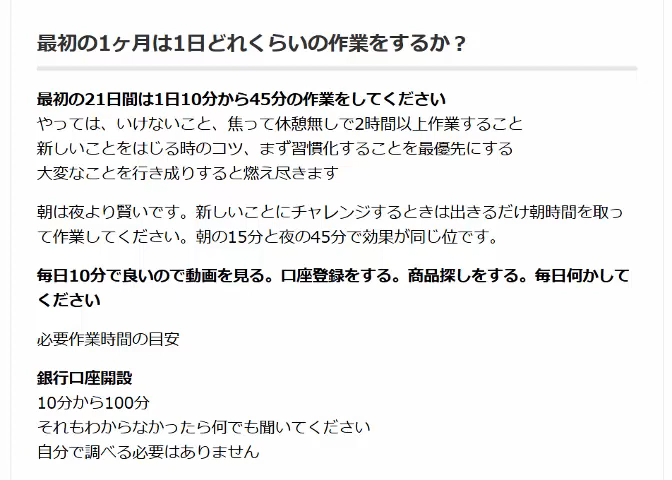 最初の1ヶ月は1日どれくらいの作業をするか？
最初の21日間は1日10分から45分の作業をしてください
やっては、いけないこと、焦って休憩無しで2時間以上作業すること
新しいことをはじる時のコツ、まず習慣化することを最優先にする
大変なことを行き成りすると燃え尽きます
朝は夜より賢いです。新しいことにチャレンジするときは出きるだけ朝時間を取っ
て作業してください。朝の15分と夜の45分で効果が同じ位です。
毎日10分で良いので動画を見る。口座登録をする。商品探しをする。毎日何かして
ください
必要作業時間の目安
銀行口座開設
10分から100分
それもわからなかったら何でも聞いてください
自分で調べる必要はありません